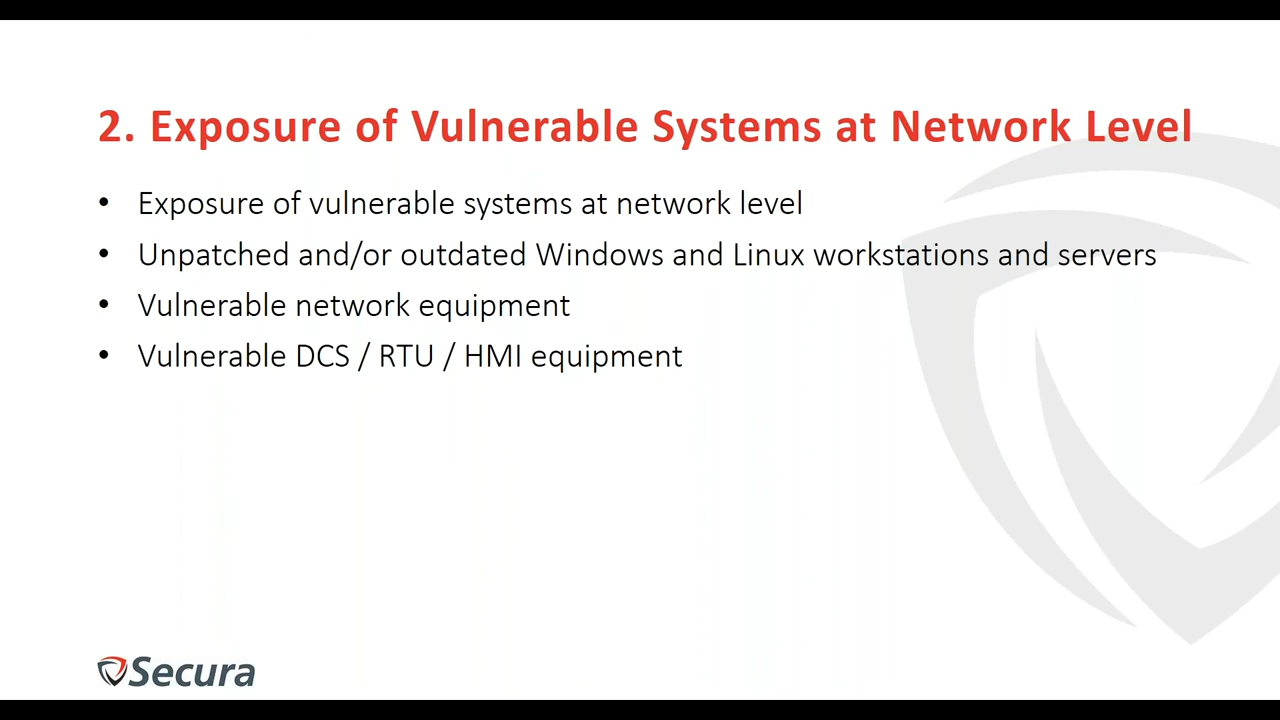 2. Exposure of Vulnerable Systems at Network Level
• Exposure of vulnerable systems at network level
• Unpatched and/or outdated Windows and Linux workstations and servers
• Vulnerable network equipment
• Vulnerable DCS / RTU / HMI equipment
Secura